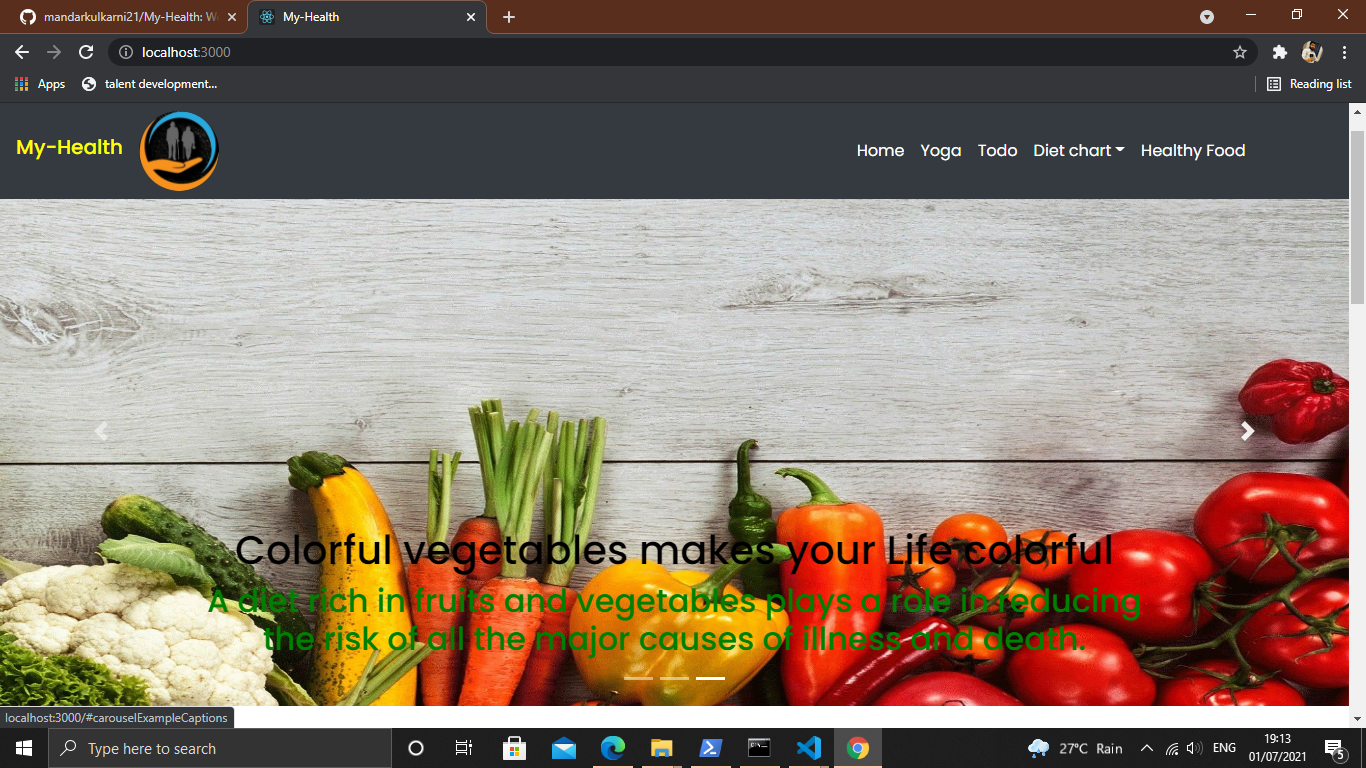 mandarkulkarni21/My-Health: W
My-Health
localhost:3000
Apps
talent development...
Reading list
My-Health
Home Yoga Todo Diet chart Healthy Food
Colorful vegetables makes your Life colorful
A diet rich in fruits and vegetables plays a role in reducing
the risk of all the major causes of illness and death.
localhost:3000/#carouselExampleCaptions
Type here to search
27°C Rain
ENG
19:13
01/07/2021
5